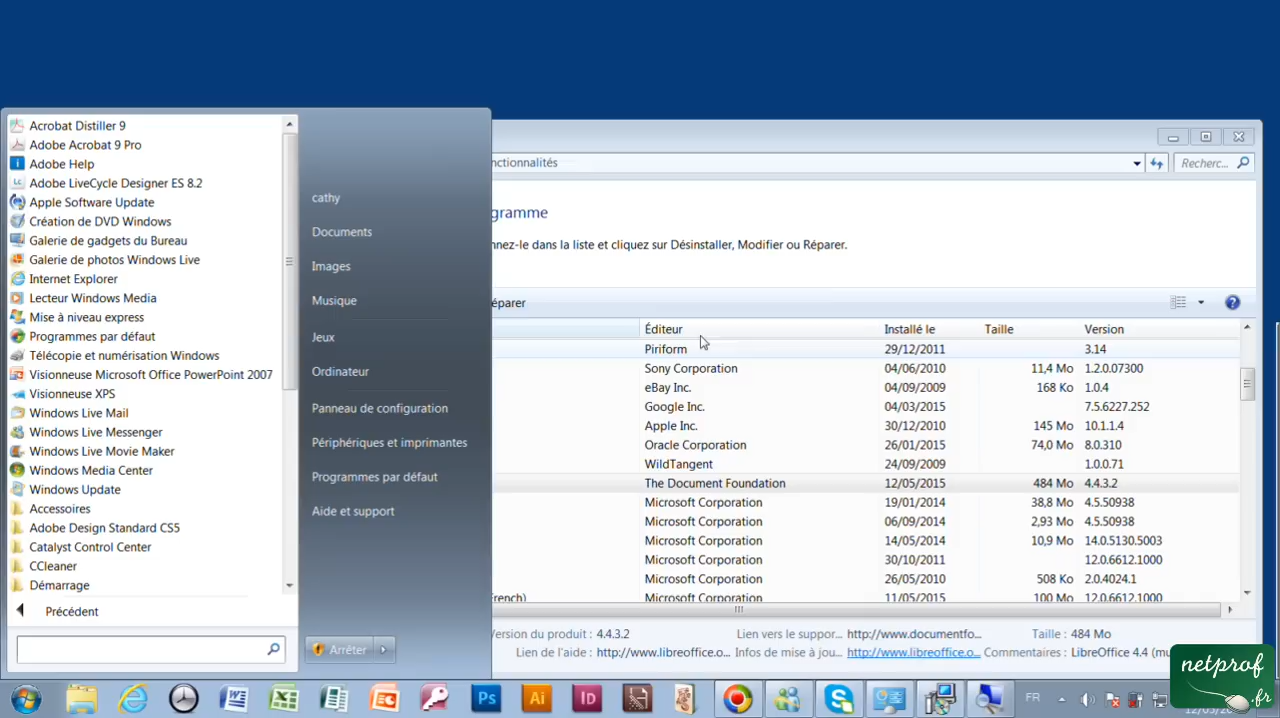 Acrobat Distiller 9
Adobe Acrobat 9 Pro
Adobe Help
Adobe LiveCycle Designer ES 8.2
Apple Software Update
Création de DVD Windows
Galerie de gadgets du Bureau
Galerie de photos Windows Live
Internet Explorer
Lecteur Windows Media
Mise à niveau express
Programmes par défaut
Télécopie et numérisation Windows
Visionneuse Microsoft Office PowerPoint 2007
Visionneuse XPS
Windows Live Mail
Windows Live Messenger
Windows Live Movie Maker
Windows Media Center
Windows Update
Accessoires
Adobe Design Standard CS5
Catalyst Control Center
CCleaner
Démarrage
Précédent
cathy
Documents
Images
Musique
Jeux
Ordinateur
Panneau de configuration
Périphériques et imprimantes
Programmes par défaut
Aide et support
Arrêter
nctionnalités
Recherc...
gramme
nnez-le dans la liste et cliquez sur Désinstaller, Modifier ou Réparer.
éparer
Éditeur Installé le Taille Version
Piriform 29/12/2011 3.14
Sony Corporation 04/06/2010 11,4 Mo 1.2.0.07300
eBay Inc. 04/09/2009 168 Ko 1.0.4
Google Inc. 04/03/2015 7.5.6227.252
Apple Inc. 30/12/2010 145 Mo 10.1.1.4
Oracle Corporation 26/01/2015 74,0 Mo 8.0.310
WildTangent 24/09/2009 1.0.0.71
The Document Foundation 12/05/2015 484 Mo 4.4.3.2
Microsoft Corporation 19/01/2014 38,8 Mo 4.5.50938
Microsoft Corporation 06/09/2014 2,93 Mo 4.5.50938
Microsoft Corporation 14/05/2014 10,9 Mo 14.0.5130.5003
Microsoft Corporation 30/10/2011 12.0.6612.1000
Microsoft Corporation 26/05/2010 508 Ko 2.0.4024.1
French) Microsoft Corporation 11/05/2015 100 Mo 12.0.6612.1000
ersion du produit : 4.4.3.2 Lien vers le suppor... http://www.documentfo... Taille : 484 Mo
Lien de l'aide : http://www.libreoffice.o... Infos de mise à jou... http://www.libreoffice.o... Commentaires : LibreOffice 4.4 (mu
Ps Ai Id
FR
netprof
.fr